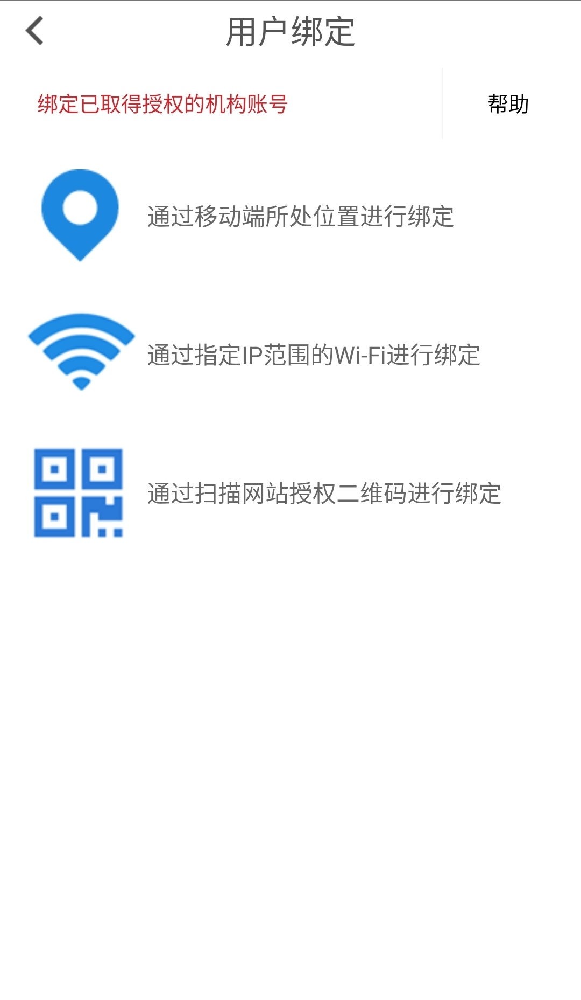 用户绑定
绑定已取得授权的机构账号
帮助
通过移动端所处位置进行绑定
通过指定IP范围的Wi-Fi进行绑定
通过扫描网站授权二维码进行绑定